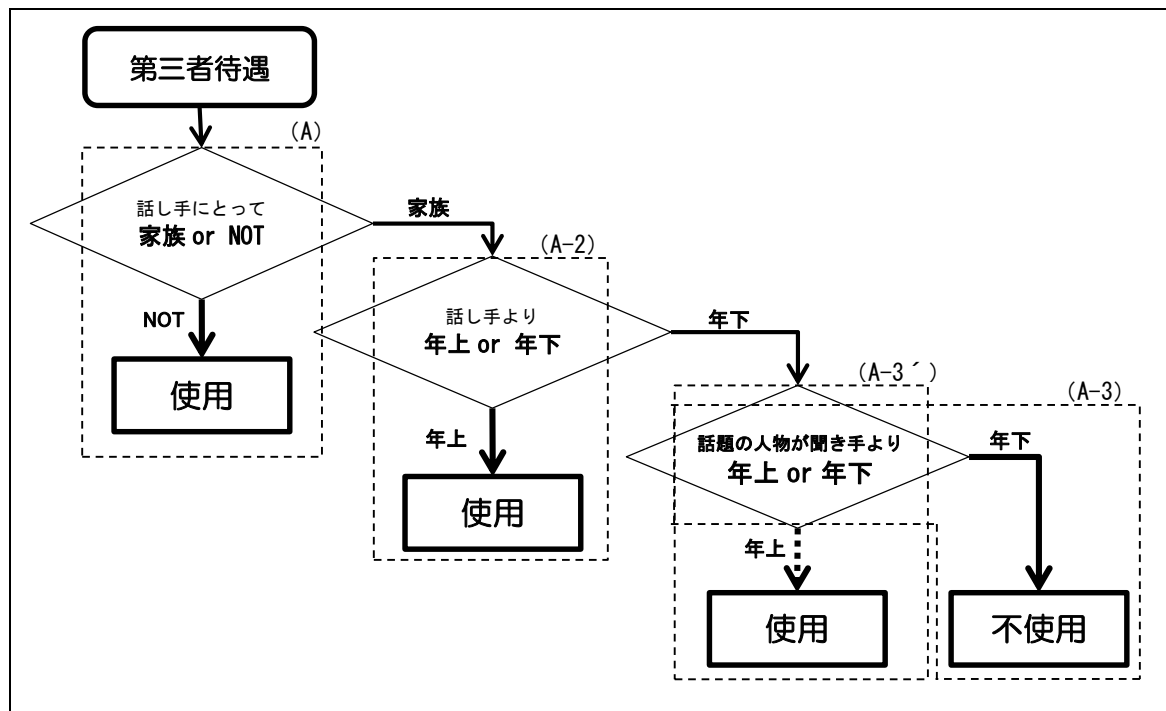 第三者待遇
(A)
話し手にとって
家族 or NOT
家族
NOT
使用
(A-2)
話し手より
年上 or 年下
年下
年上
使用
(A-3´)
(A-3)
話題の人物が聞き手より
年上 or 年下
年下
年上
使用
不使用